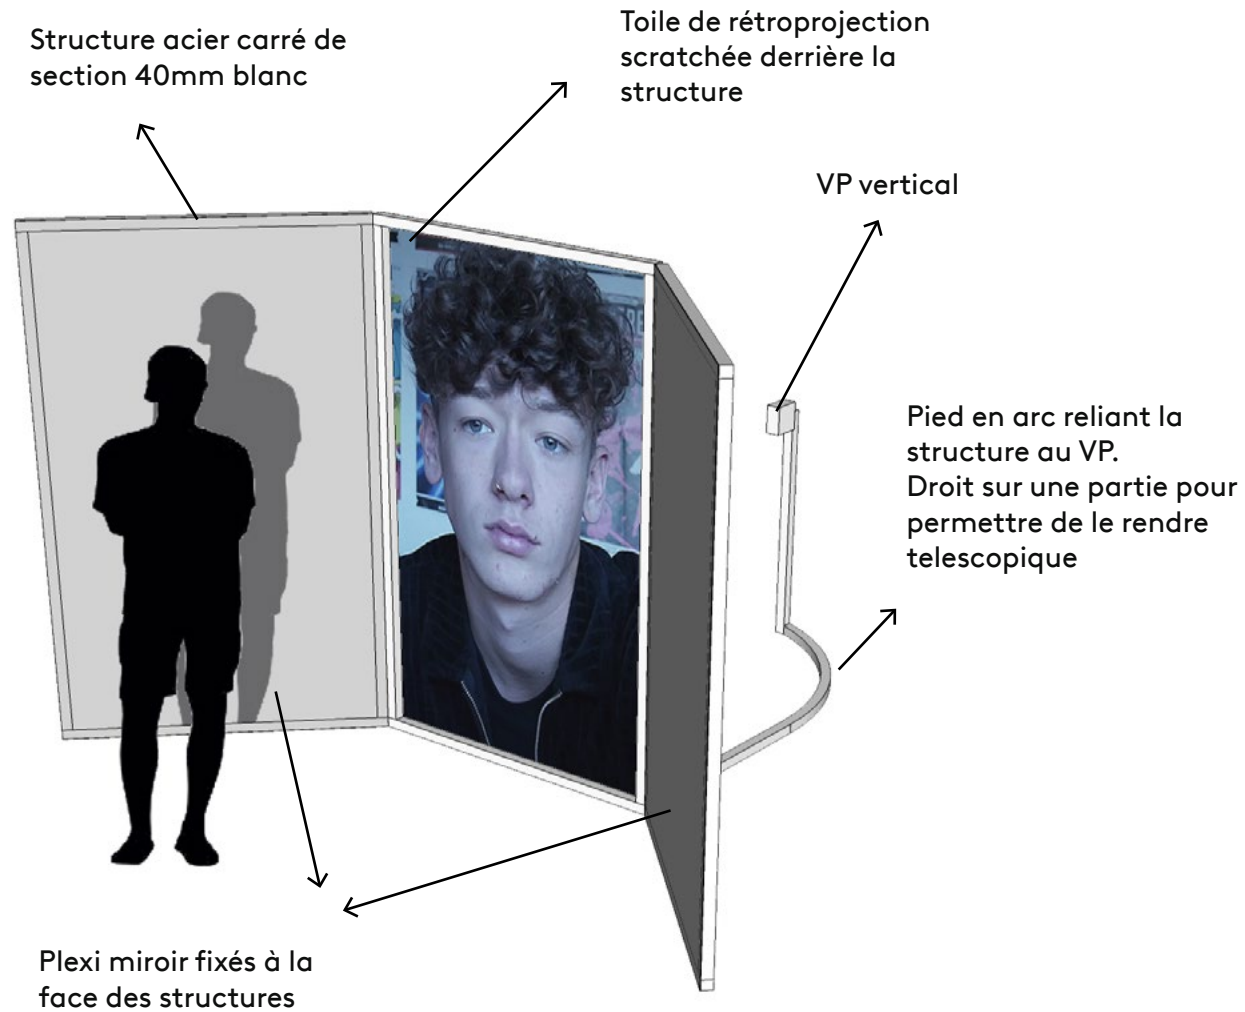 Structure acier carré de
section 40mm blanc
Toile de rétroprojection
scratchée derrière la
structure
VP vertical
Pied en arc reliant la
structure au VP.
Droit sur une partie pour
permettre de le rendre
telescopique
Plexi miroir fixés à la
face des structures